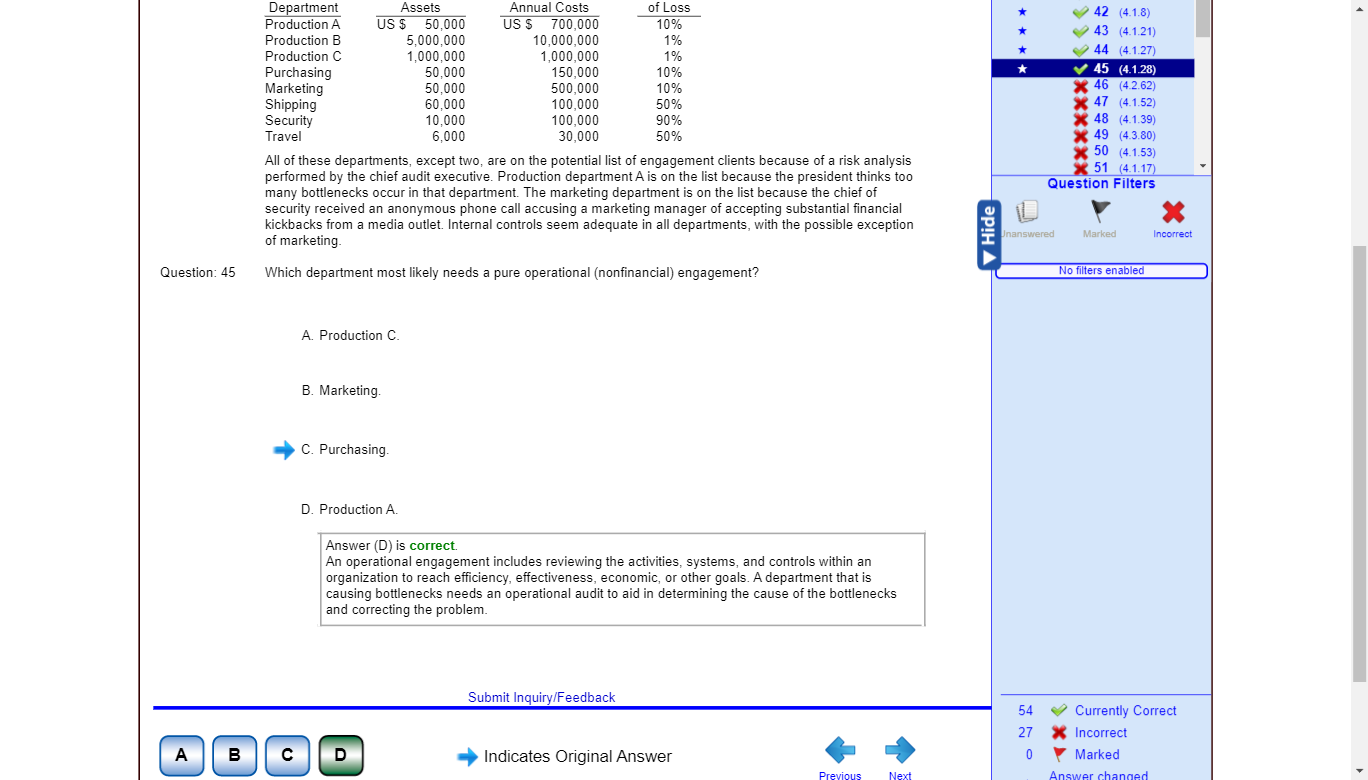 Department Assets Annual Costs of Loss
Production A US $ 50,000 US $ 700,000 10%
Production B 5,000,000 10,000,000 1%
Production C 1,000,000 1,000,000 1%
Purchasing 50,000 150,000 10%
Marketing 50,000 500,000 10%
Shipping 60,000 100,000 50%
Security 10,000 100,000 90%
Travel 6,000 30,000 50%
All of these departments, except two, are on the potential list of engagement clients because of a risk analysis
performed by the chief audit executive. Production department A is on the list because the president thinks too
many bottlenecks occur in that department. The marketing department is on the list because the chief of
security received an anonymous phone call accusing a marketing manager of accepting substantial financial
kickbacks from a media outlet. Internal controls seem adequate in all departments, with the possible exception
of marketing.
Question: 45 Which department most likely needs a pure operational (nonfinancial) engagement?
A. Production C.
B. Marketing.
C. Purchasing.
D. Production A.
Answer (D) is correct.
An operational engagement includes reviewing the activities, systems, and controls within an
organization to reach efficiency, effectiveness, economic, or other goals. A department that is
causing bottlenecks needs an operational audit to aid in determining the cause of the bottlenecks
and correcting the problem.
Submit Inquiry/Feedback
A B C D Indicates Original Answer
Previous Next
42 (4.1.8)
43 (4.1.21)
44 (4.1.27)
45 (4.1.28)
46 (4.2.62)
47 (4.1.52)
48 (4.1.39)
49 (4.3.80)
50 (4.1.53)
51 (4.1.17)
Question Filters
Hide
Unanswered Marked Incorrect
No filters enabled
54 Currently Correct
27 Incorrect
0 Marked
Answer changed